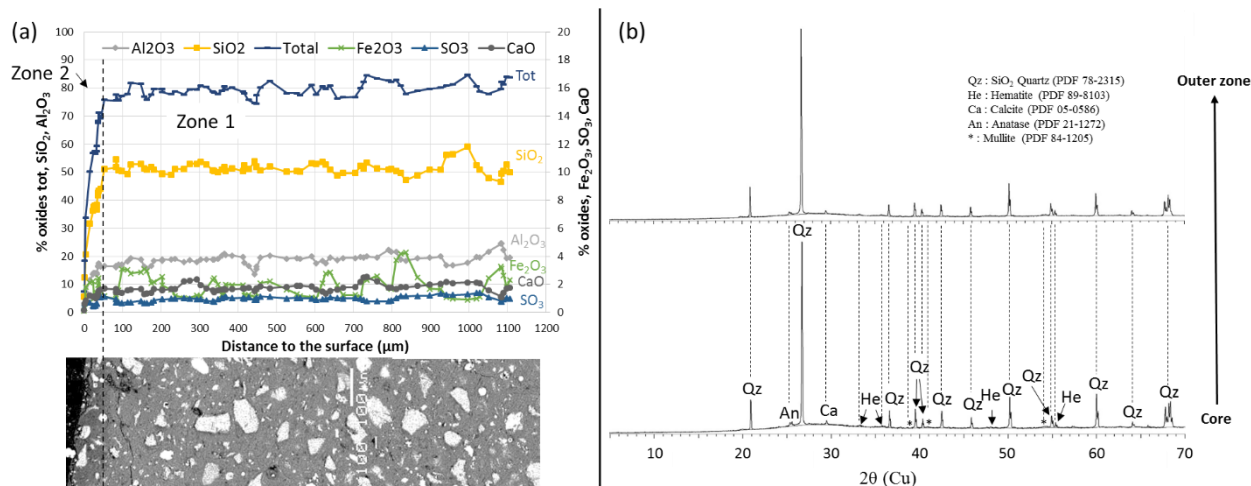 (a)
% oxides tot, SiO2, Al2O3
100
90
80
70
60
50
40
30
20
10
0
Al2O3 SiO2 Total Fe2O3 SO3 CaO
Zone 2
Zone 1
Tot
SiO₂
Al₂O₃
Fe₂O₃
CaO
SO₃
20
18
16
14
12
10
8
6
4
2
0
% oxides, Fe₂O₃, SO₃, CaO
0 100 200 300 400 500 600 700 800 900 1000 1100 1200
Distance to the surface (µm)
(b)
Qz : SiO₂ Quartz (PDF 78-2315)
He : Hematite (PDF 89-8103)
Ca : Calcite (PDF 05-0586)
An : Anatase (PDF 21-1272)
* : Mullite (PDF 84-1205)
Outer zone
Core
Qz
Qz
An
Ca
He
Qz
Qz
*
*
Qz
Qz
He
Qz
Qz
*
He
Qz
Qz
Qz
10 20 30 40 50 60 70
2θ (Cu)